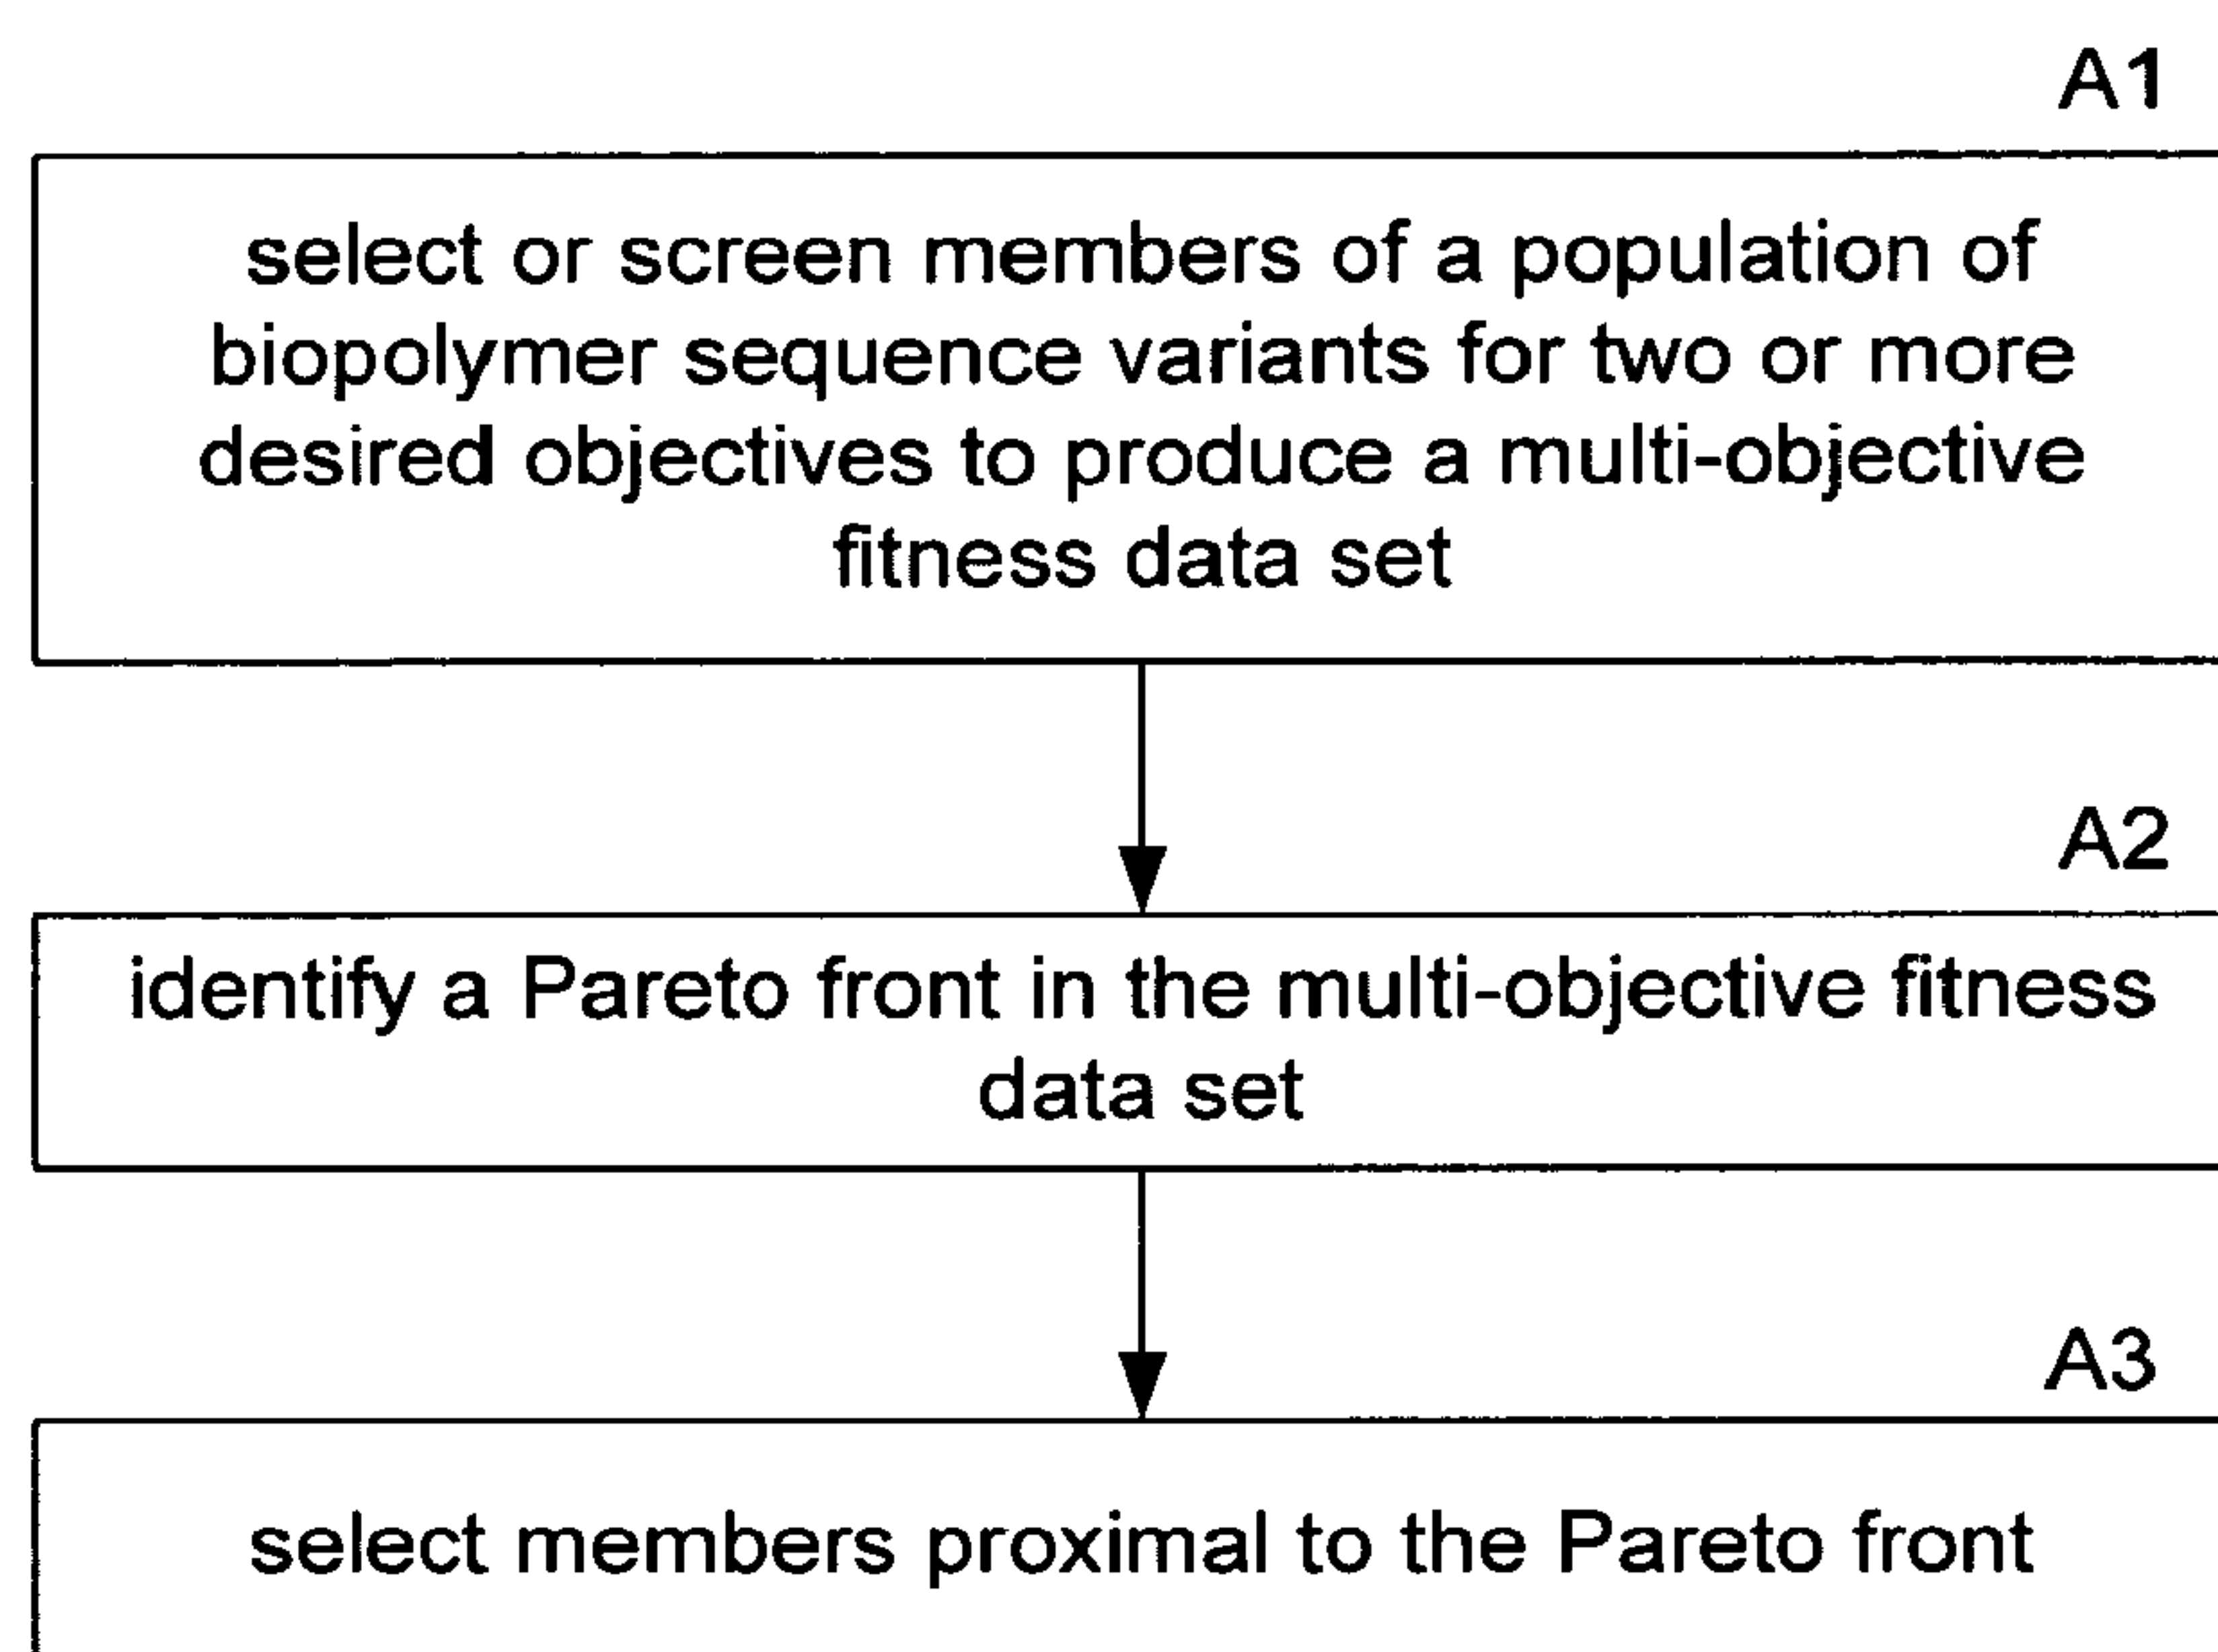 A1
select or screen members of a population of
biopolymer sequence variants for two or more
desired objectives to produce a multi-objective
fitness data set
A2
identify a Pareto front in the multi-objective fitness
data set
A3
select members proximal to the Pareto front